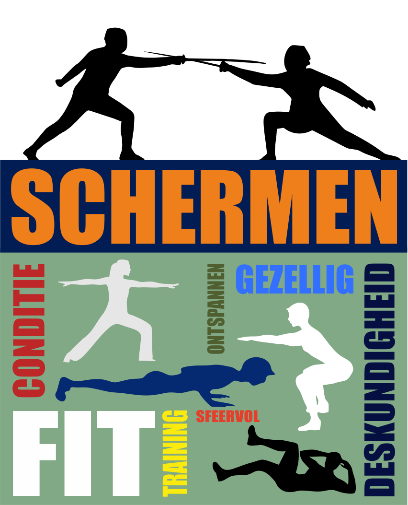 SCHERMEN
CONDITIE
ONTSPANNEN
GEZELLIG
DESKUNDIGHEID
FIT
TRAINING
SFEERVOL